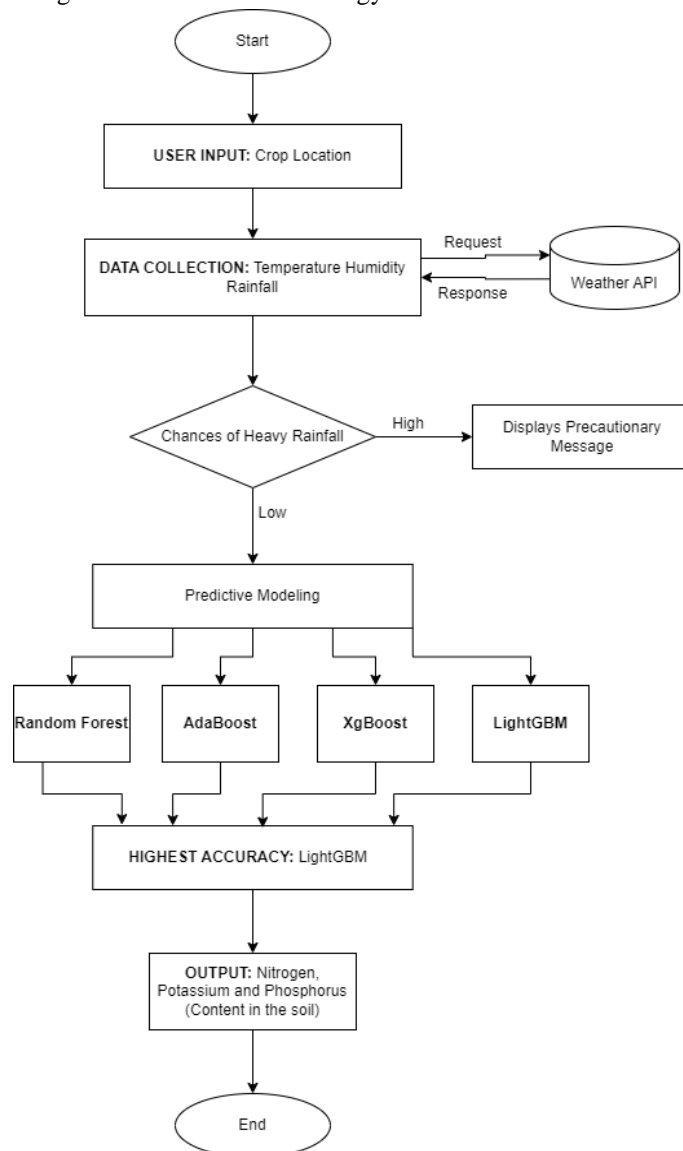 Start
USER INPUT: Crop Location
DATA COLLECTION: Temperature Humidity
Rainfall
Request
Response
Weather API
Chances of Heavy Rainfall
High
Displays Precautionary
Message
Low
Predictive Modeling
Random Forest
AdaBoost
XgBoost
LightGBM
HIGHEST ACCURACY: LightGBM
OUTPUT: Nitrogen,
Potassium and Phosphorus
(Content in the soil)
End